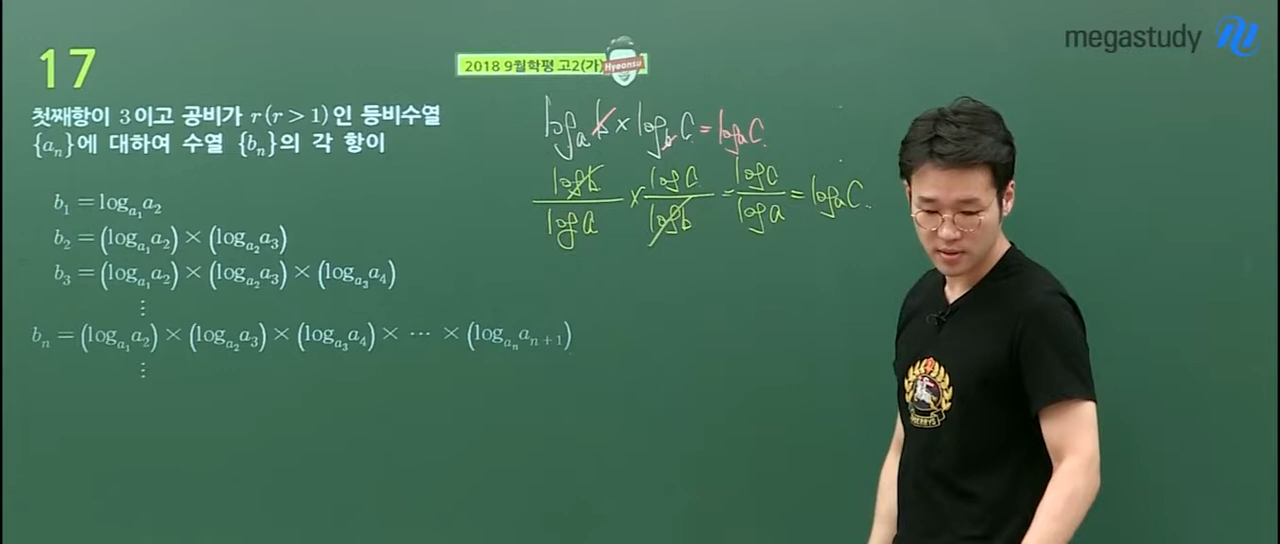 megastudy
17
2018 9월학평 고2(가)
Hyeonsu
첫째항이 3이고 공비가 r(r>1)인 등비수열
{aₙ}에 대하여 수열 {bₙ}의 각 항이
b₁ = log_{a₁}a₂
b₂ = (log_{a₁}a₂) × (log_{a₂}a₃)
b₃ = (log_{a₁}a₂) × (log_{a₂}a₃) × (log_{a₃}a₄)
⋮
bₙ = (log_{a₁}a₂) × (log_{a₂}a₃) × (log_{a₃}a₄) × ⋯ × (log_{aₙ}a_{n+1})
⋮
log_a b × log_b C = log_a C
log b / log a × log C / log b = log C / log a = log_a C.